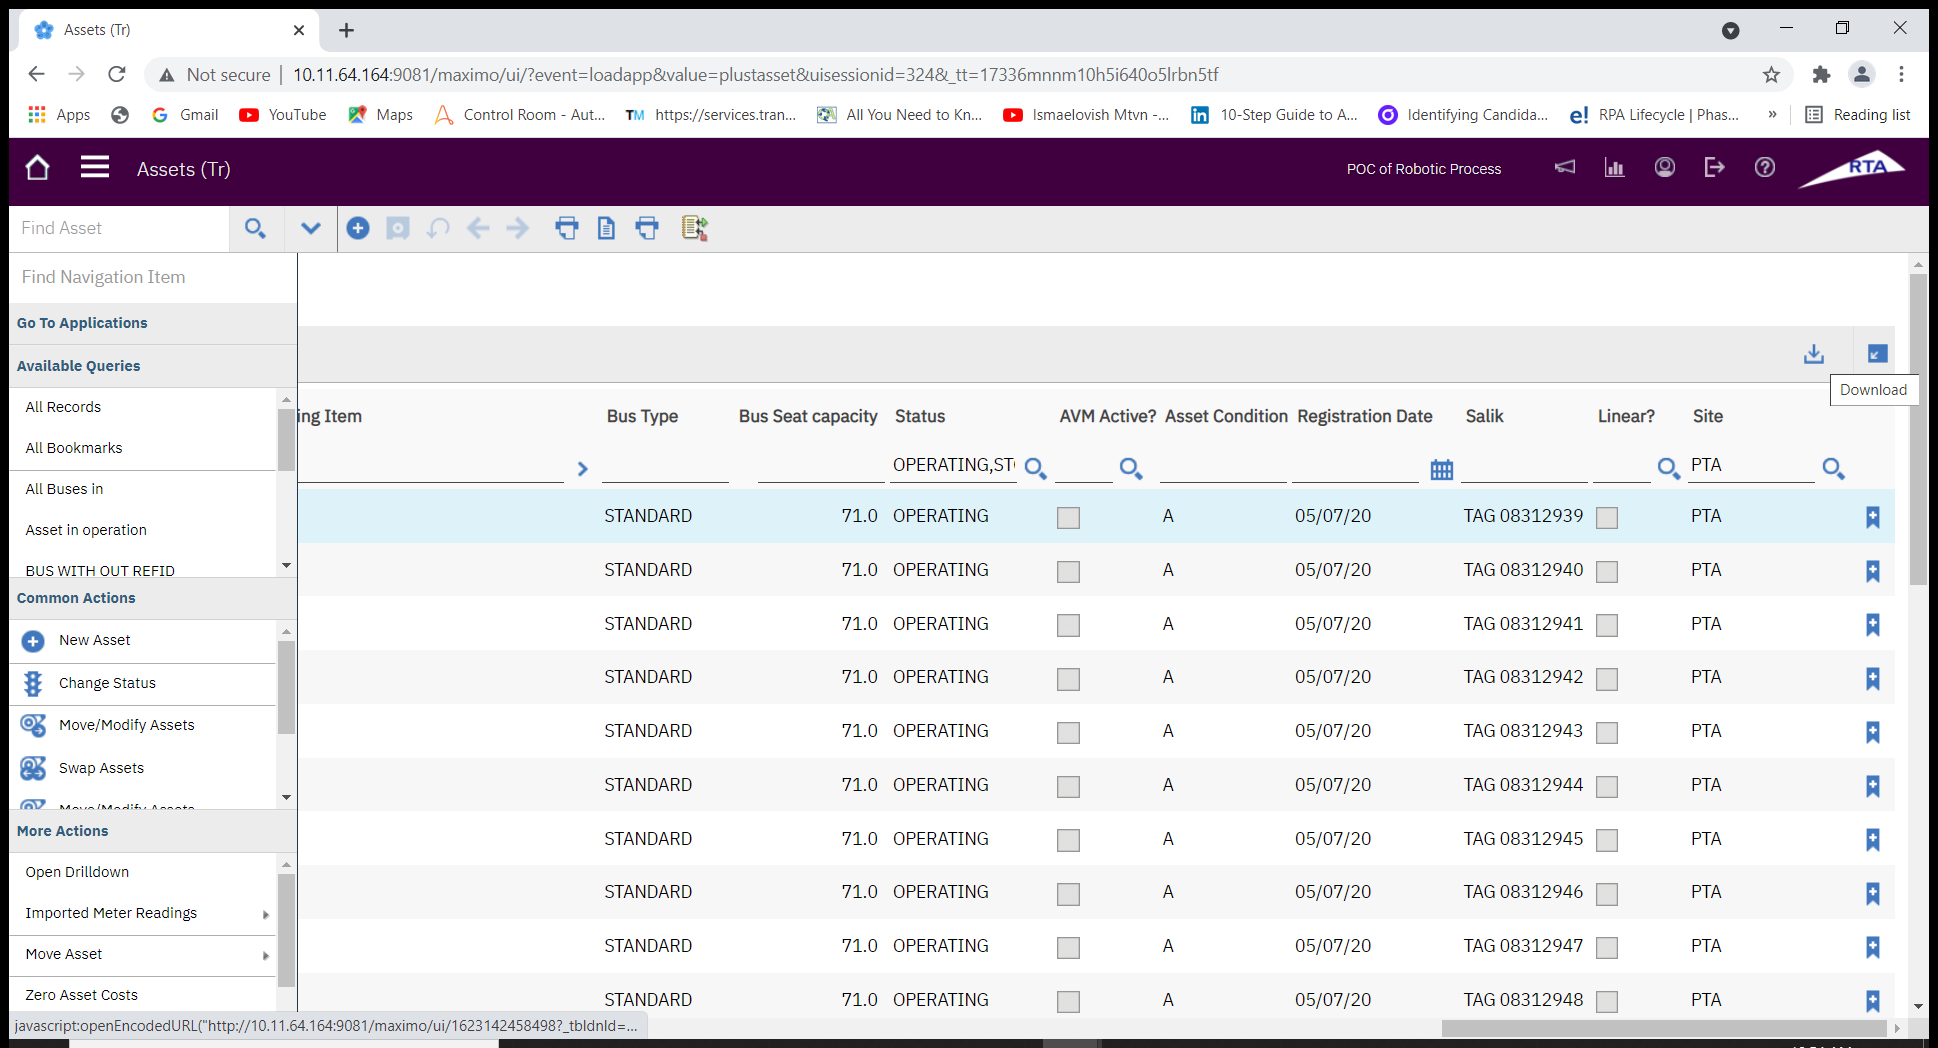 Assets (Tr)
Not secure | 10.11.64.164:9081/maximo/ui/?event=loadapp&value=plustasset&uisessionid=324&_tt=17336mnnm10h5i640o5lrbn5tf
Apps Gmail YouTube Maps Control Room - Aut... TM https://services.tran... All You Need to Kn... Ismaelovish Mtvn -... 10-Step Guide to A... Identifying Candida... e! RPA Lifecycle | Phas... » Reading list
Assets (Tr) POC of Robotic Process RTA
Find Asset
Find Navigation Item
Go To Applications
Available Queries
All Records
All Bookmarks
All Buses in
Asset in operation
BUS WITH OUT REFID
Common Actions
New Asset
Change Status
Move/Modify Assets
Swap Assets
Move/Modify Assets
More Actions
Open Drilldown
Imported Meter Readings
Move Asset
Zero Asset Costs
Download
ing Item Bus Type Bus Seat capacity Status AVM Active? Asset Condition Registration Date Salik Linear? Site
OPERATING,ST PTA
STANDARD 71.0 OPERATING A 05/07/20 TAG 08312939 PTA
STANDARD 71.0 OPERATING A 05/07/20 TAG 08312940 PTA
STANDARD 71.0 OPERATING A 05/07/20 TAG 08312941 PTA
STANDARD 71.0 OPERATING A 05/07/20 TAG 08312942 PTA
STANDARD 71.0 OPERATING A 05/07/20 TAG 08312943 PTA
STANDARD 71.0 OPERATING A 05/07/20 TAG 08312944 PTA
STANDARD 71.0 OPERATING A 05/07/20 TAG 08312945 PTA
STANDARD 71.0 OPERATING A 05/07/20 TAG 08312946 PTA
STANDARD 71.0 OPERATING A 05/07/20 TAG 08312947 PTA
STANDARD 71.0 OPERATING A 05/07/20 TAG 08312948 PTA
javascript:openEncodedURL("http://10.11.64.164:9081/maximo/ui/1623142458498?_tbldnld=...